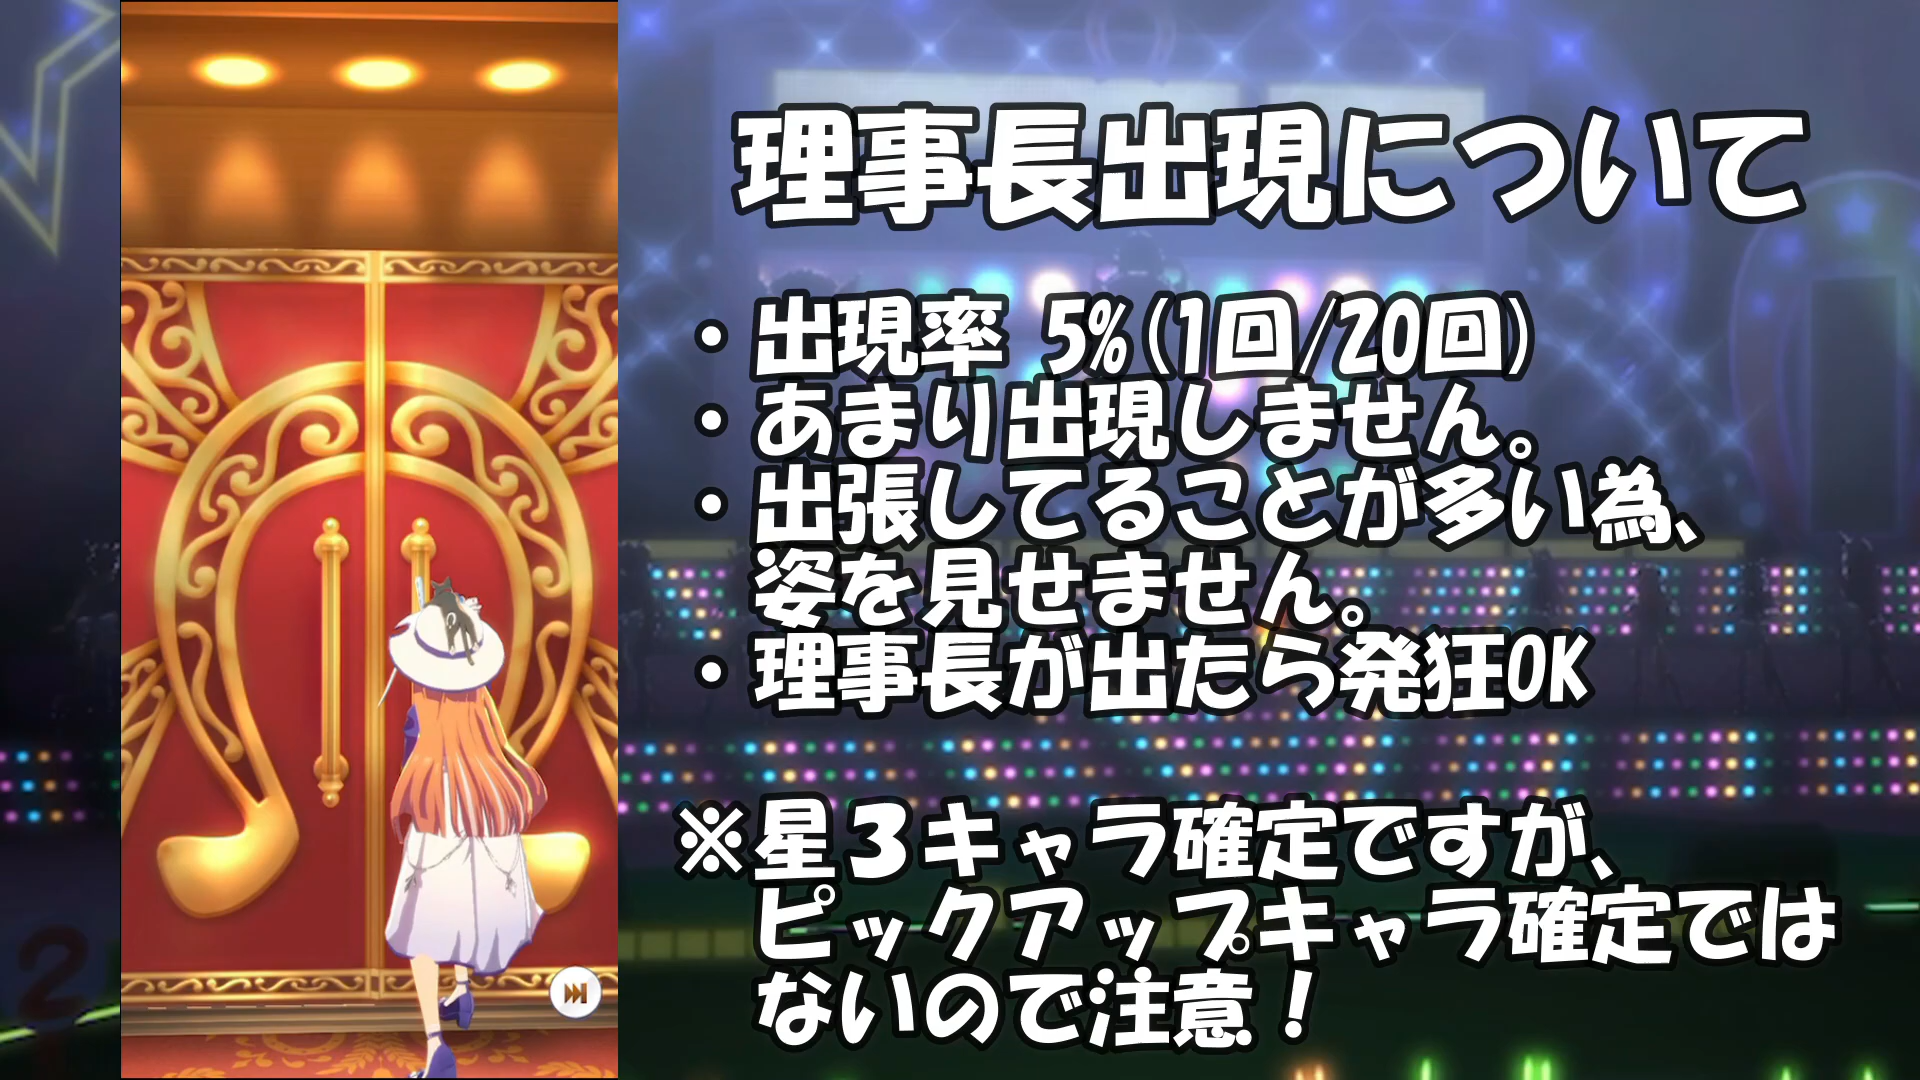 理事長出現について
・出現率 5%(1回/20回)
・あまり出現しません。
・出張してることが多い為、
姿を見せません。
・理事長が出たら発狂OK
※星３キャラ確定ですが、
ピックアップキャラ確定では
ないので注意！
2